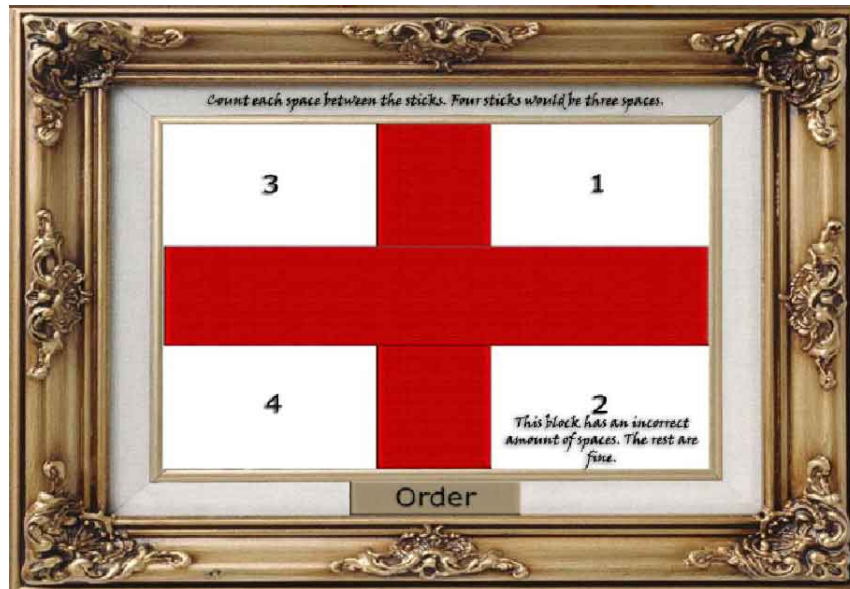 Count each space between the sticks. Four sticks would be three spaces.
3
1
4
2
This block has an incorrect
amount of spaces. The rest are
fine.
Order